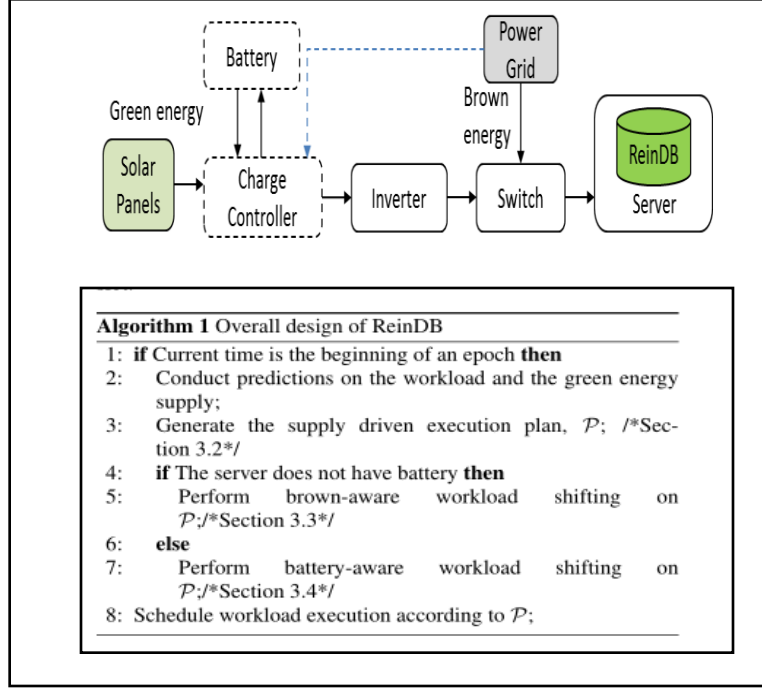 Battery
Power
Grid
Green energy
Brown
energy
Solar
Panels
Charge
Controller
Inverter
Switch
ReinDB
Server
Algorithm 1 Overall design of ReinDB
1: if Current time is the beginning of an epoch then
2: Conduct predictions on the workload and the green energy
supply;
3: Generate the supply driven execution plan, P; /*Sec-
tion 3.2*/
4: if The server does not have battery then
5: Perform brown-aware workload shifting on
P;/*Section 3.3*/
6: else
7: Perform battery-aware workload shifting on
P;/*Section 3.4*/
8: Schedule workload execution according to P;